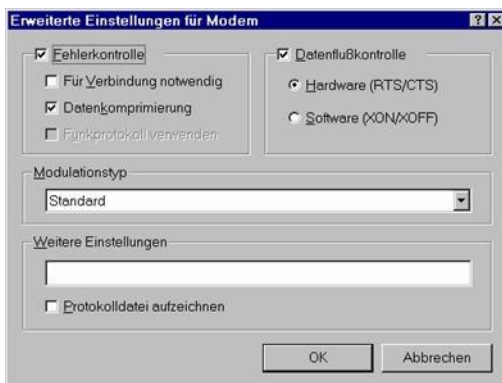 Erweiterte Einstellungen für Modem
Fehlerkontrolle
Für Verbindung notwendig
Datenkomprimierung
Funkprotokoll verwenden
Datenflußkontrolle
Hardware (RTS/CTS)
Software (XON/XOFF)
Modulationstyp
Standard
Weitere Einstellungen
Protokolldatei aufzeichnen
OK
Abbrechen